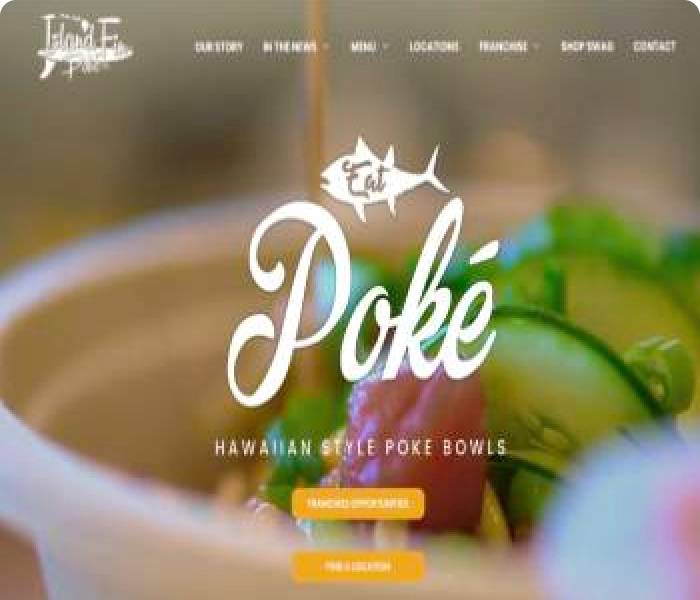 Island Fin
Poké
OUR STORY IN THE NEWS MENU LOCATIONS FRANCHISE SHOP SWAG CONTACT
Eat
Poké
HAWAIIAN STYLE POKE BOWLS
FRANCHISE OPPORTUNITIES
FIND A LOCATION